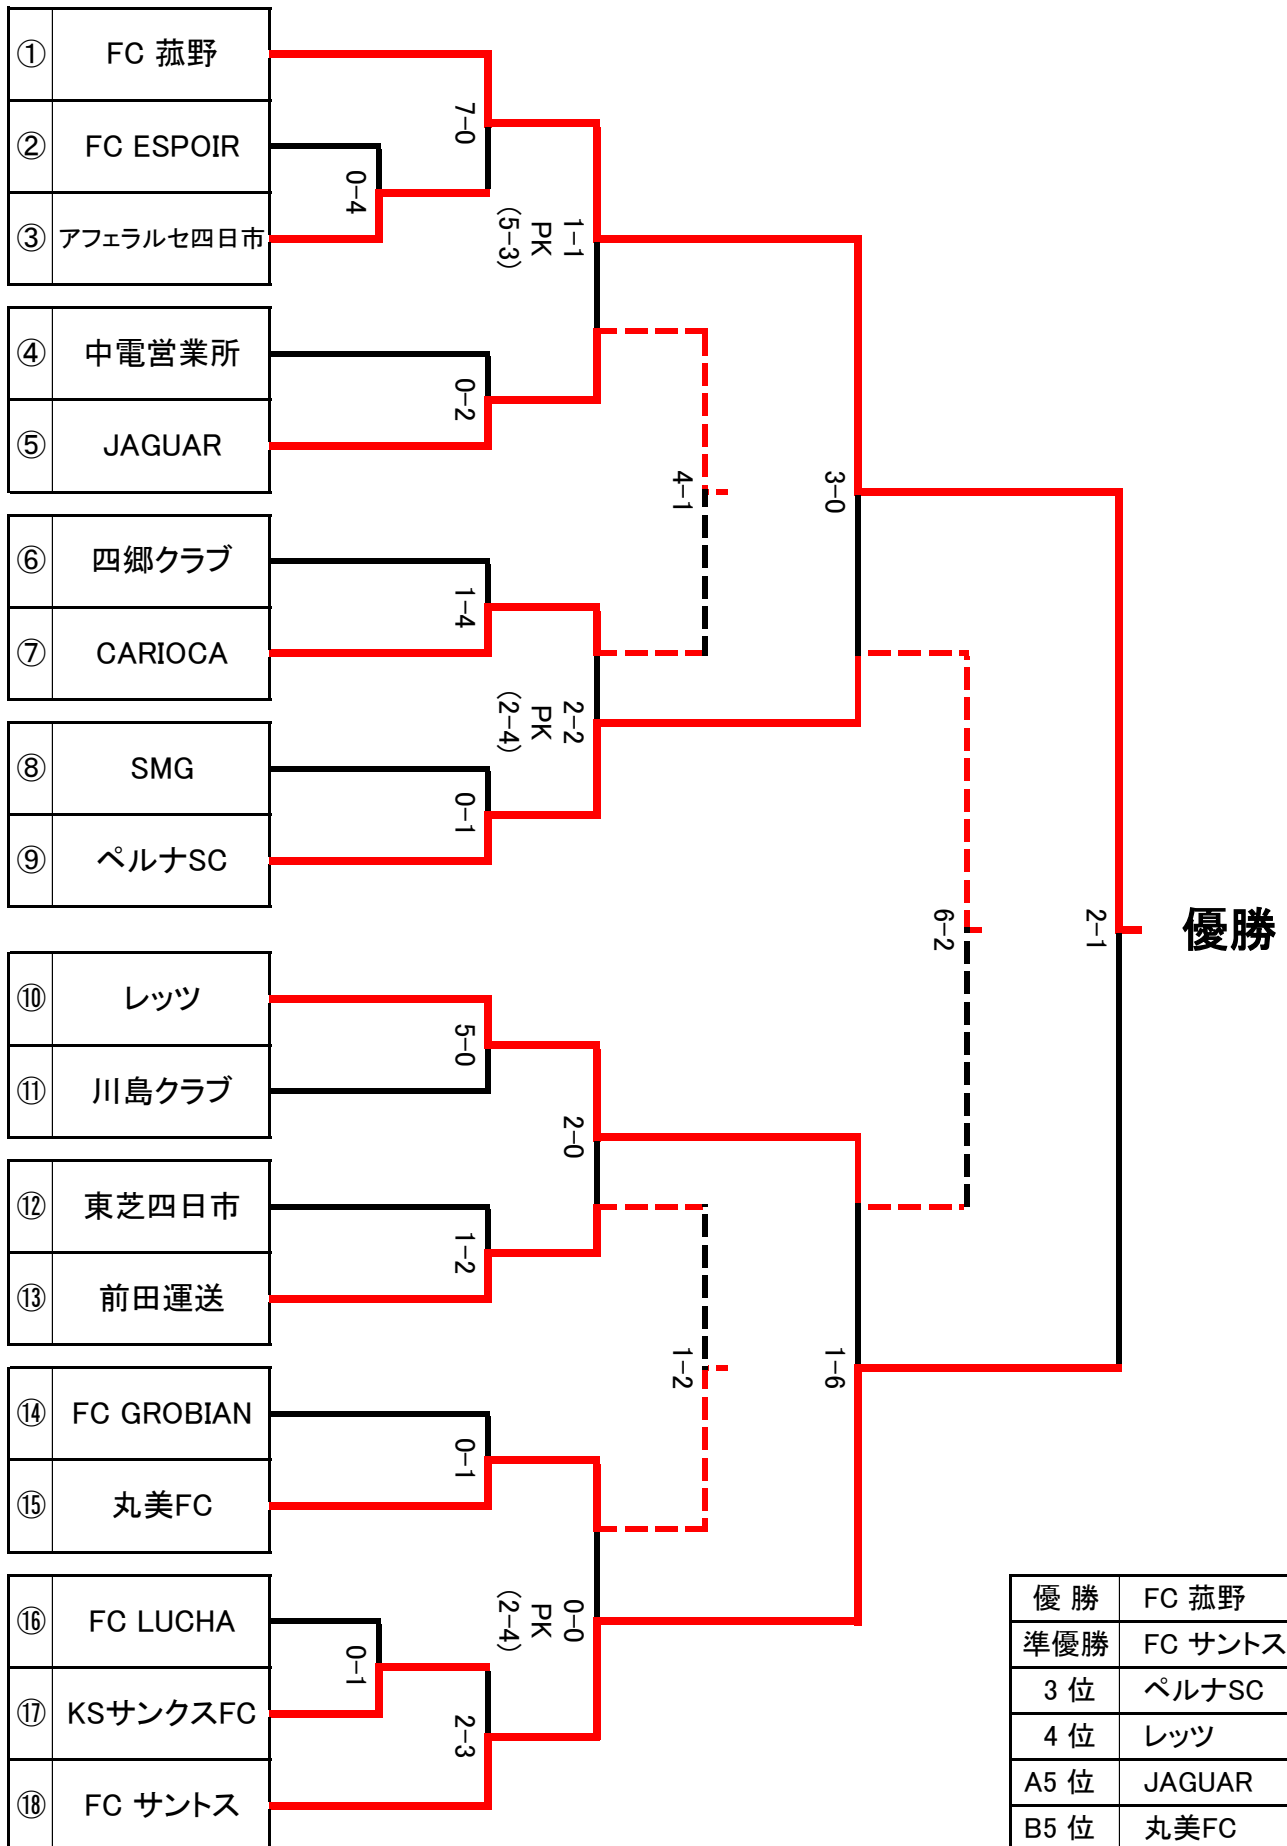 ① FC 菰野
② FC ESPOIR
③ アフェラルセ四日市
④ 中電営業所
⑤ JAGUAR
⑥ 四郷クラブ
⑦ CARIOCA
⑧ SMG
⑨ ペルナSC
⑩ レッツ
⑪ 川島クラブ
⑫ 東芝四日市
⑬ 前田運送
⑭ FC GROBIAN
⑮ 丸美FC
⑯ FC LUCHA
⑰ KSサンクスFC
⑱ FC サントス
0-4
0-1
7-0
0-2
1-4
0-1
5-0
1-2
0-1
2-3
1-1
PK
(5-3)
2-2
PK
(2-4)
2-0
0-0
PK
(2-4)
4-1
1-2
3-0
1-6
6-2
2-1
優勝
優 勝 FC 菰野
準優勝 FC サントス
3 位 ペルナSC
4 位 レッツ
A5 位 JAGUAR
B5 位 丸美FC